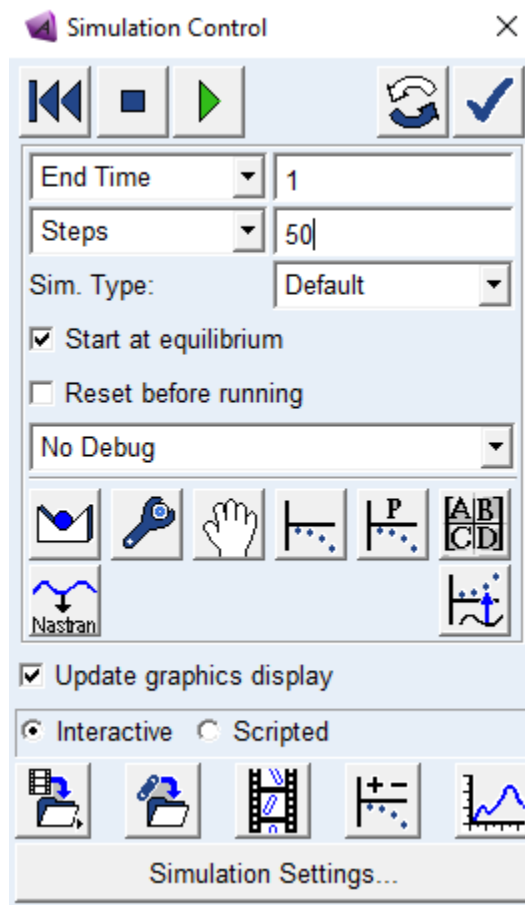 Simulation Control
End Time 1
Steps 50
Sim. Type: Default
Start at equilibrium
Reset before running
No Debug
P A B
C D
Nastran
Update graphics display
Interactive Scripted
Simulation Settings...